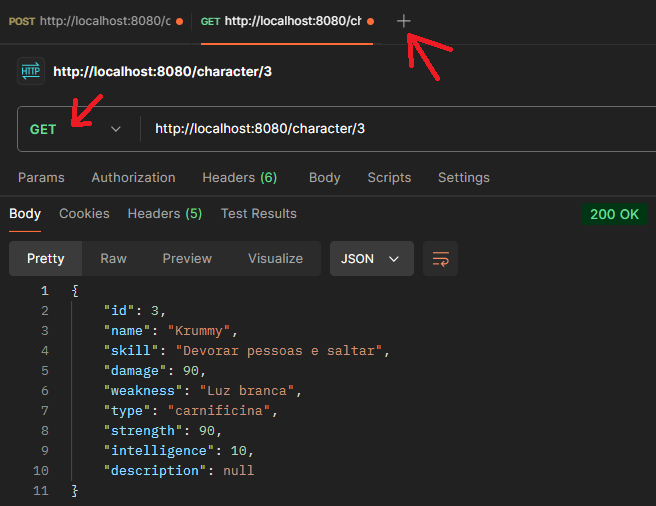 POST http://localhost:8080/c GET http://localhost:8080/ch
HTTP http://localhost:8080/character/3
GET http://localhost:8080/character/3
Params Authorization Headers (6) Body Scripts Settings
Body Cookies Headers (5) Test Results 200 OK
Pretty Raw Preview Visualize JSON
1 {
2 "id": 3,
3 "name": "Krummy",
4 "skill": "Devorar pessoas e saltar",
5 "damage": 90,
6 "weakness": "Luz branca",
7 "type": "carnificina",
8 "strength": 90,
9 "intelligence": 10,
10 "description": null
11 }